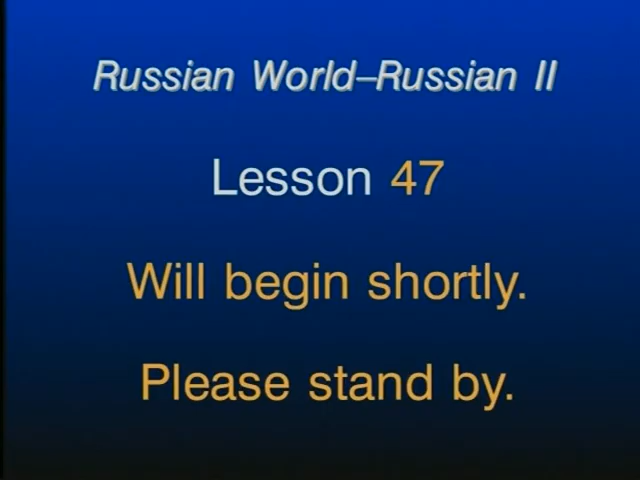 Russian World–Russian II
Lesson 47
Will begin shortly.
Please stand by.